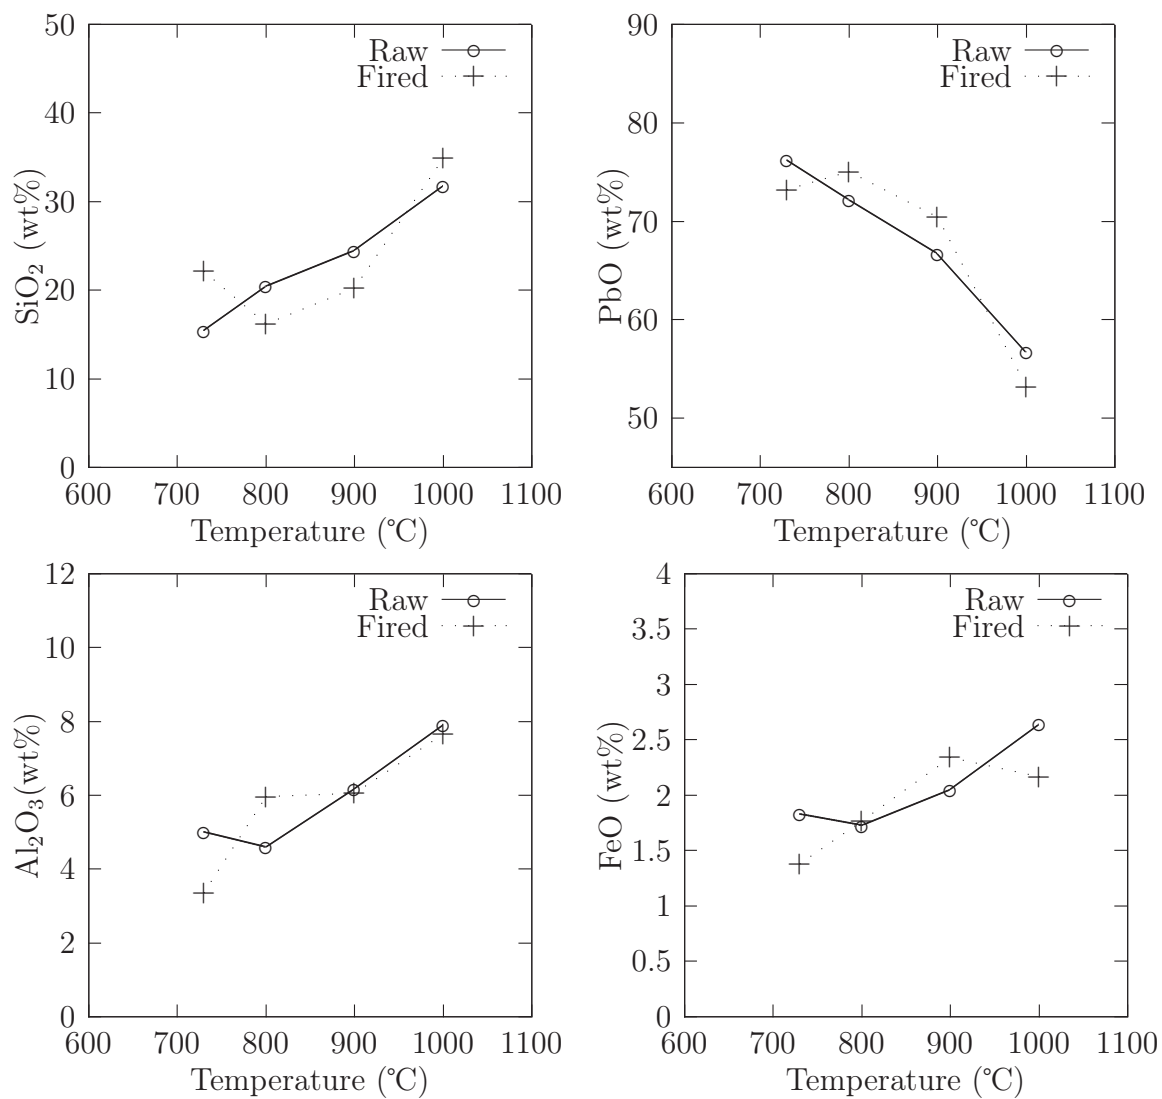 50
40
30
20
10
0
600 700 800 900 1000 1100
SiO₂ (wt%)
Temperature (°C)
Raw
Fired
90
80
70
60
50
600 700 800 900 1000 1100
PbO (wt%)
Temperature (°C)
Raw
Fired
12
10
8
6
4
2
0
600 700 800 900 1000 1100
Al₂O₃(wt%)
Temperature (°C)
Raw
Fired
4
3.5
3
2.5
2
1.5
1
0.5
0
600 700 800 900 1000 1100
FeO (wt%)
Temperature (°C)
Raw
Fired